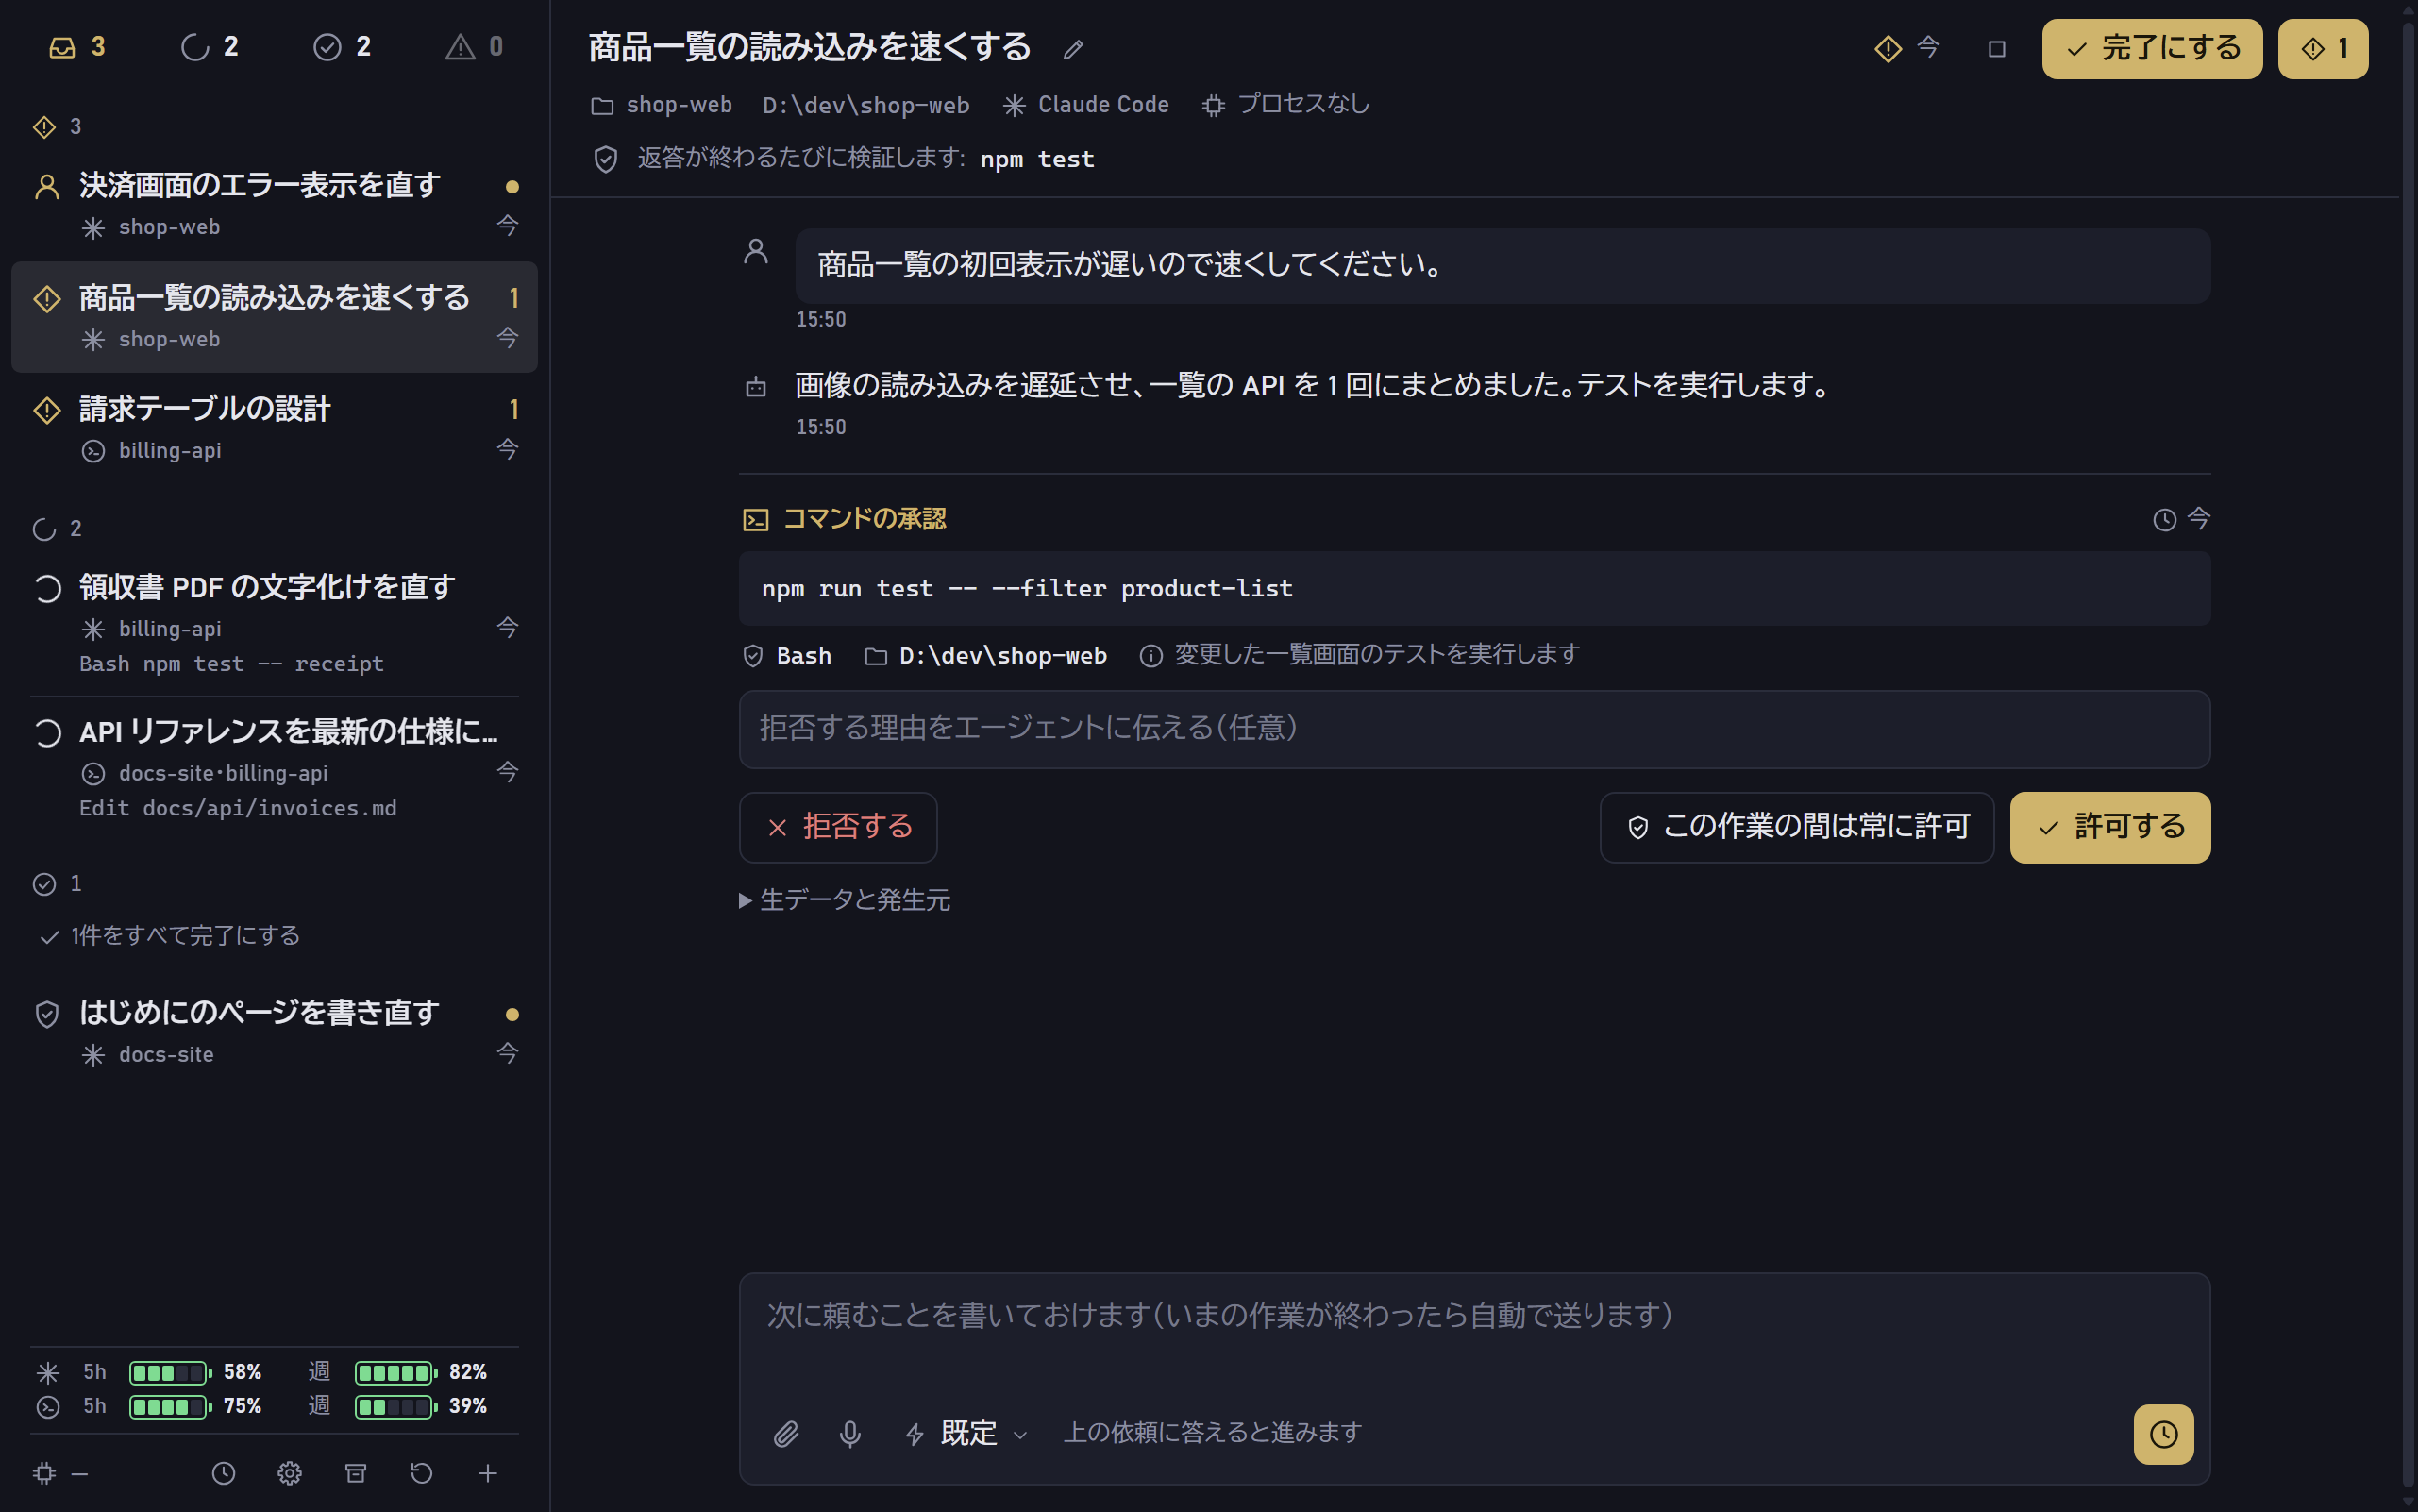 3 2 2 0
3
決済画面のエラー表示を直す
shop-web 今
商品一覧の読み込みを速くする 1
shop-web 今
請求テーブルの設計 1
billing-api 今
2
領収書 PDF の文字化けを直す
billing-api 今
Bash npm test -- receipt
API リファレンスを最新の仕様に…
docs-site・billing-api 今
Edit docs/api/invoices.md
1
1件をすべて完了にする
はじめにのページを書き直す
docs-site 今
5h 58% 週 82%
5h 75% 週 39%
—
商品一覧の読み込みを速くする
今 完了にする 1
shop-web D:\dev\shop-web Claude Code プロセスなし
返答が終わるたびに検証します: npm test
商品一覧の初回表示が遅いので速くしてください。
15:50
画像の読み込みを遅延させ、一覧の API を 1 回にまとめました。テストを実行します。
15:50
コマンドの承認 今
npm run test -- --filter product-list
Bash D:\dev\shop-web 変更した一覧画面のテストを実行します
拒否する理由をエージェントに伝える（任意）
拒否する この作業の間は常に許可 許可する
生データと発生元
次に頼むことを書いておけます（いまの作業が終わったら自動で送ります）
既定 上の依頼に答えると進みます